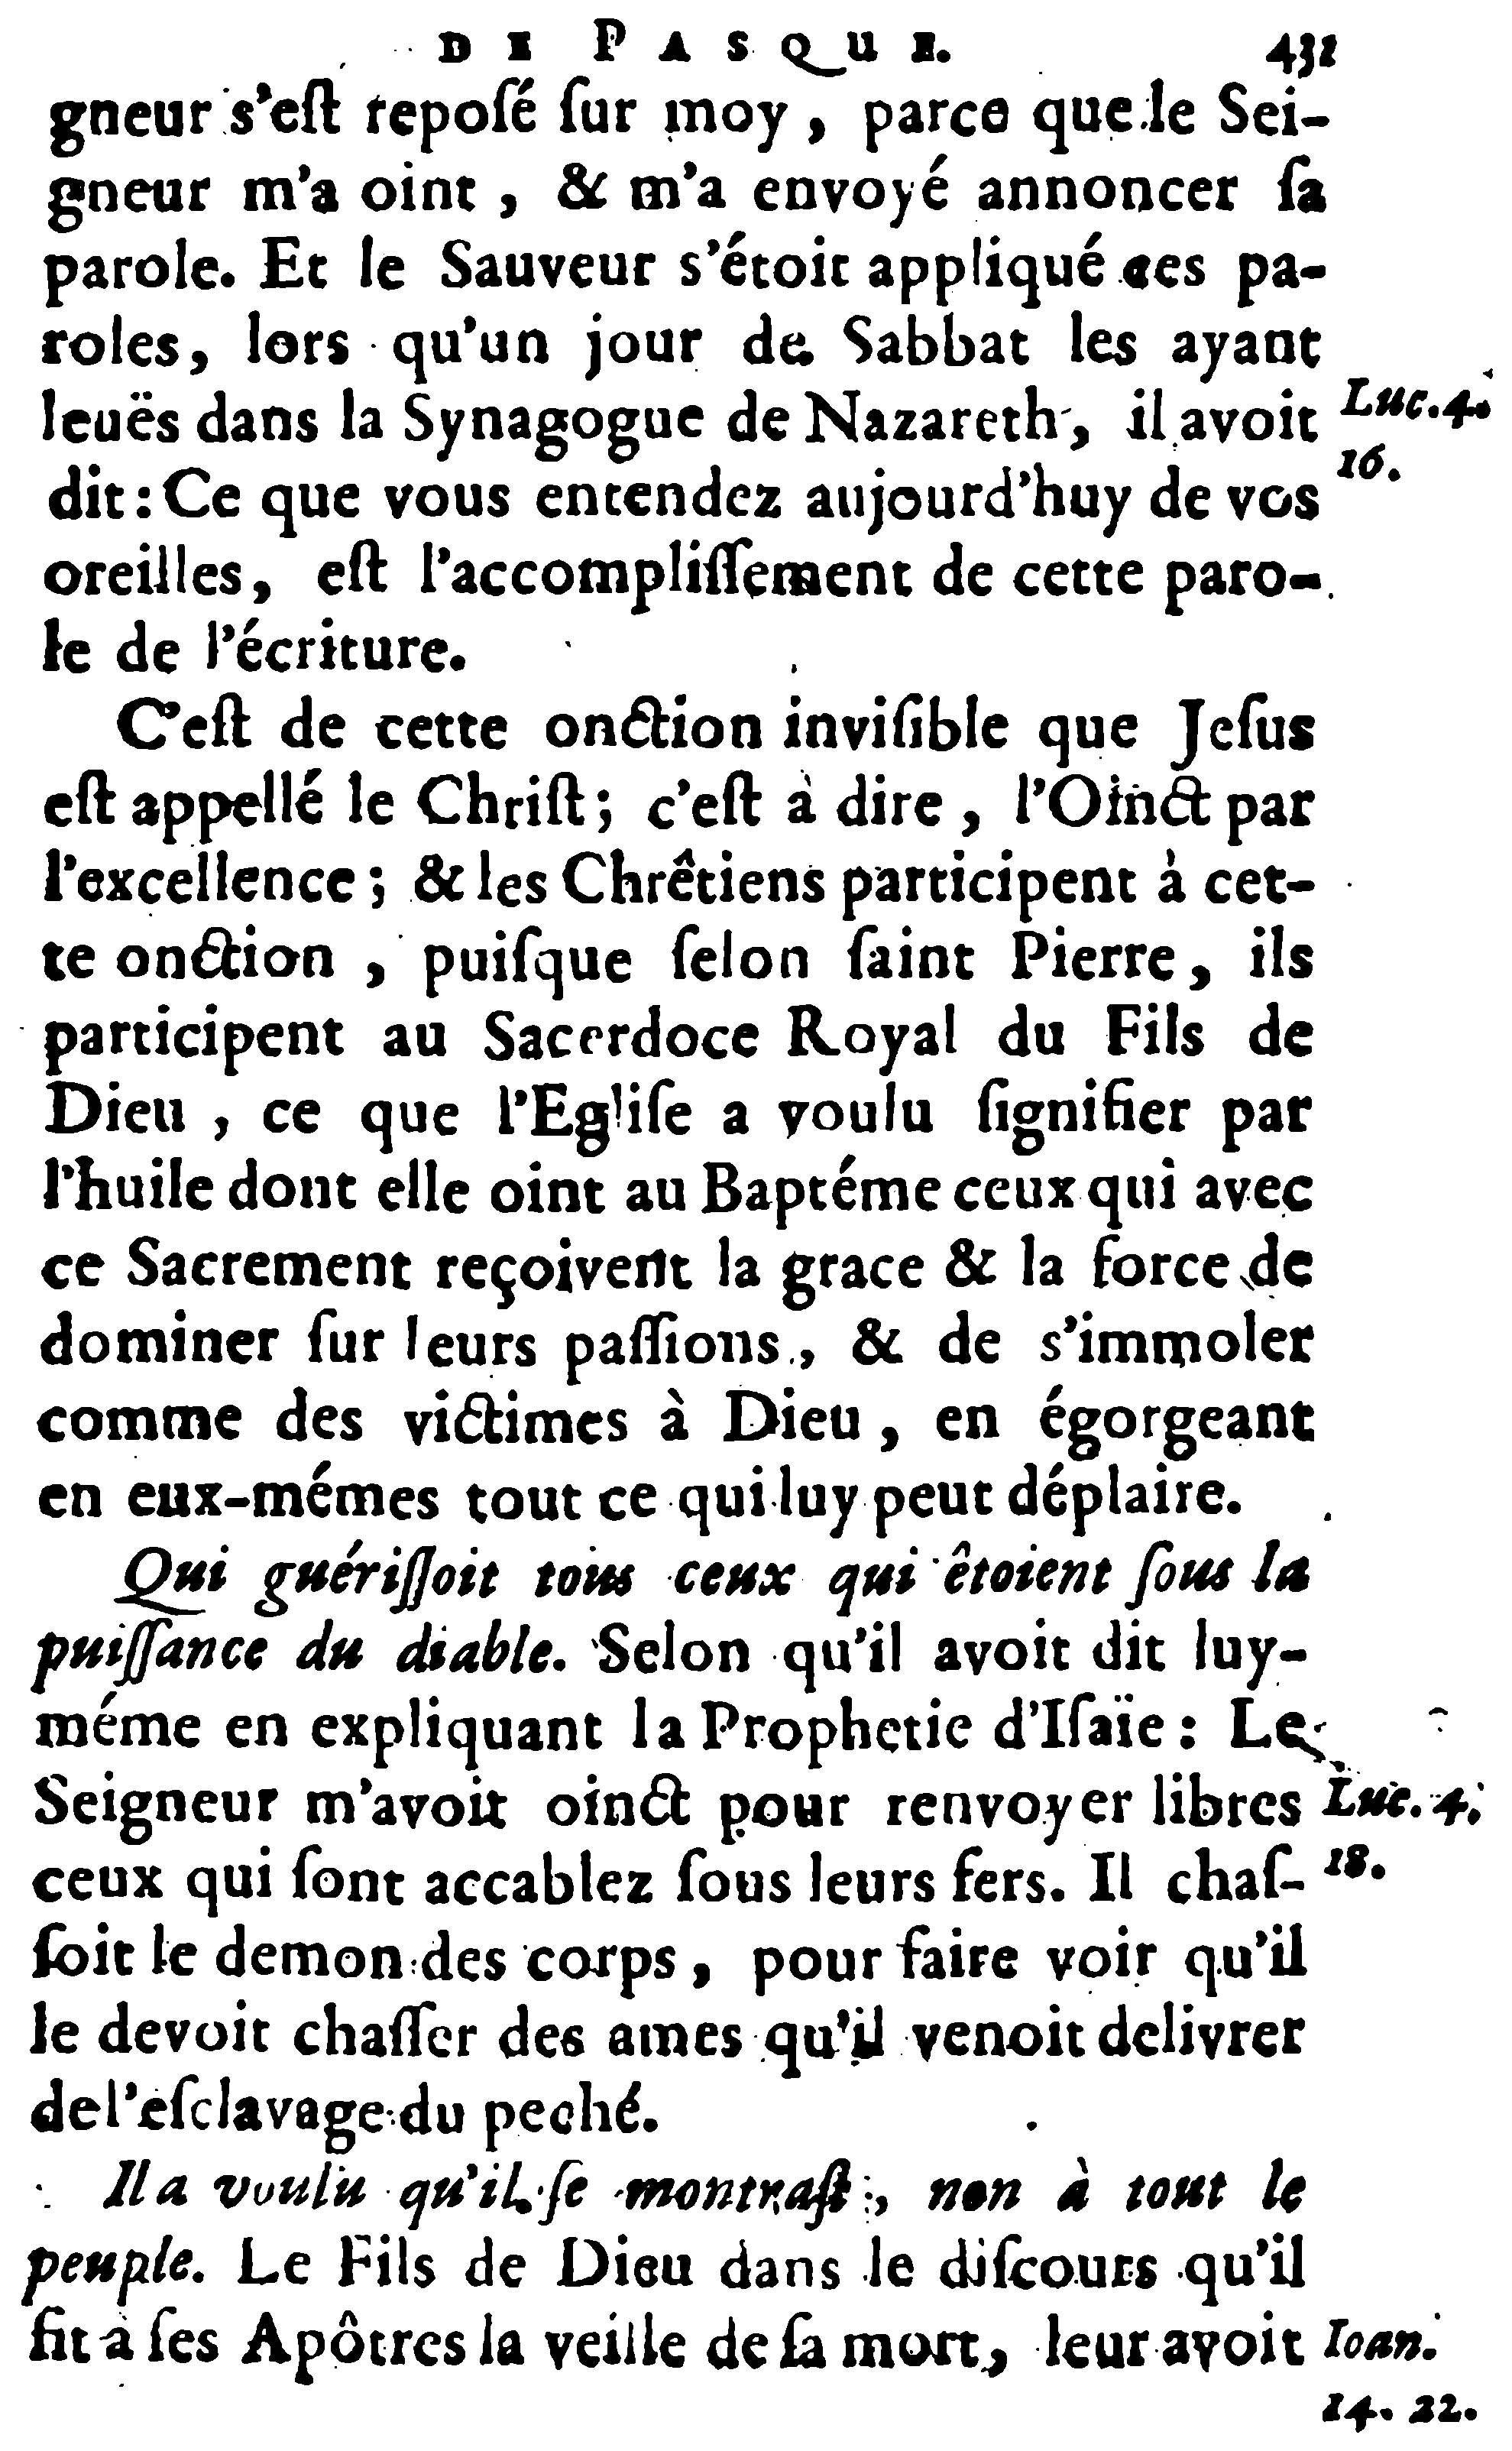 DE PASQUE. 431
gneur s'eſt repoſé ſur moy, parce que le Sei-
gneur m'a oint, & m'a envoyé annoncer ſa
parole. Et le Sauveur s'étoit appliqué ces pa-
roles, lors qu'un jour de Sabbat les ayant
leuës dans la Synagogue de Nazareth, il avoit
Luc. 4.
16.
dit : Ce que vous entendez aujourd'huy de vos
oreilles, eſt l'accompliſſement de cette paro-
le de l'écriture.
C'eſt de cette onction inviſible que Jeſus
eſt appellé le Chriſt ; c'eſt à dire, l'Oinct par
l'excellence ; & les Chrêtiens participent à cet-
te onction, puiſque ſelon ſaint Pierre, ils
participent au Sacerdoce Royal du Fils de
Dieu, ce que l'Egliſe a voulu ſignifier par
l'huile dont elle oint au Baptéme ceux qui avec
ce Sacrement reçoivent la grace & la force de
dominer ſur leurs paſſions, & de s'immoler
comme des victimes à Dieu, en égorgeant
en eux-mémes tout ce qui luy peut déplaire.
Qui guériſſoit tous ceux qui êtoient ſous la
puiſſance du diable. Selon qu'il avoit dit luy-
méme en expliquant la Prophetie d'Iſaïe : Le
Seigneur m'avoit oinct pour renvoyer libres
Luc. 4.
18.
ceux qui ſont accablez ſous leurs fers. Il chaſ-
ſoit le demon des corps, pour faire voir qu'il
le devoit chaſſer des ames qu'il venoit delivrer
de l'eſclavage du peché.
Il a voulu qu'il ſe montraſt, non à tout le
peuple. Le Fils de Dieu dans le diſcours qu'il
fit à ſes Apôtres la veille de ſa mort, leur avoit
Ioan.
14. 22.